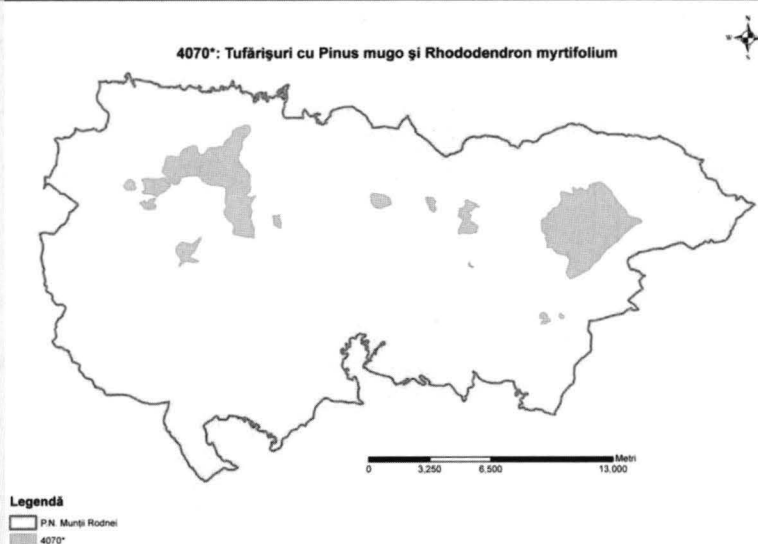 N
W
S
4070*: Tufărişuri cu Pinus mugo şi Rhododendron myrtifolium
Metri
0 3,250 6.500 13.000
Legendă
P.N. Munţii Rodnei
4070*